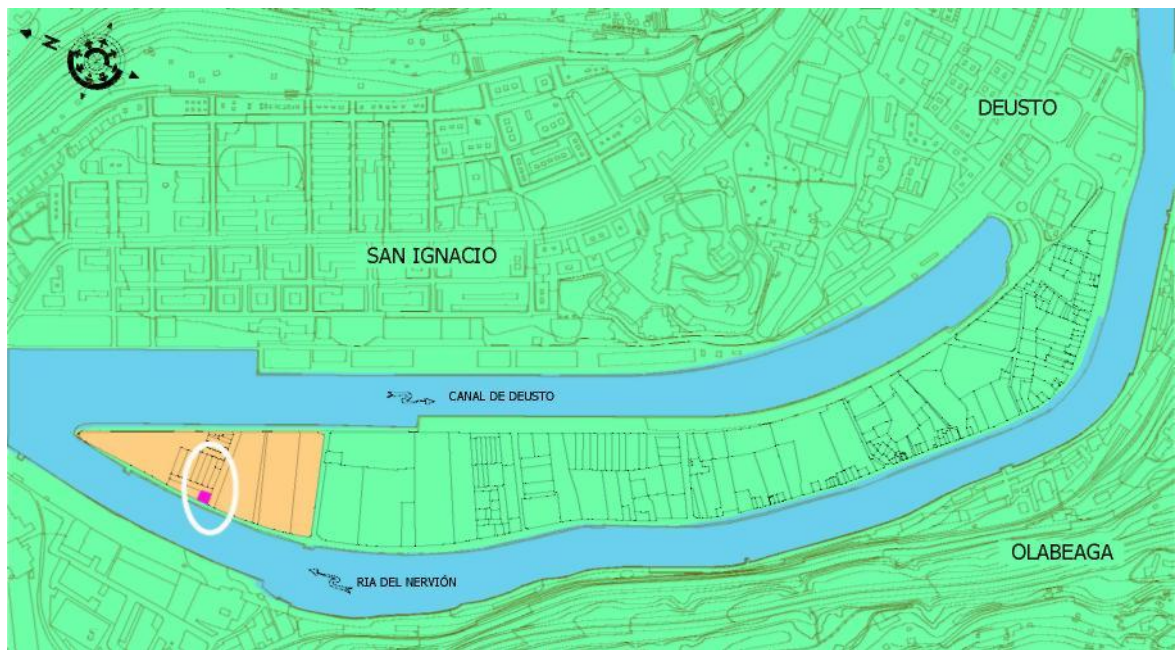 N
DEUSTO
SAN IGNACIO
CANAL DE DEUSTO
OLABEAGA
RIA DEL NERVIÓN